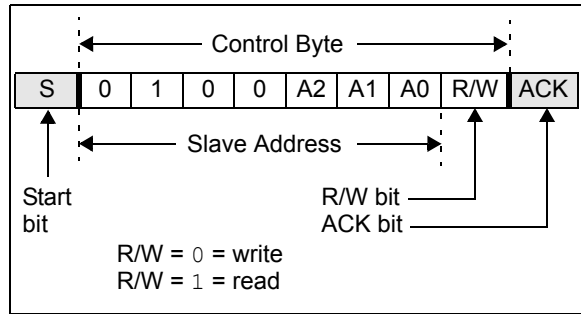 Control Byte
S 0 1 0 0 A2 A1 A0 R/W ACK
Slave Address
Start bit
R/W bit
ACK bit
R/W = 0 = write
R/W = 1 = read